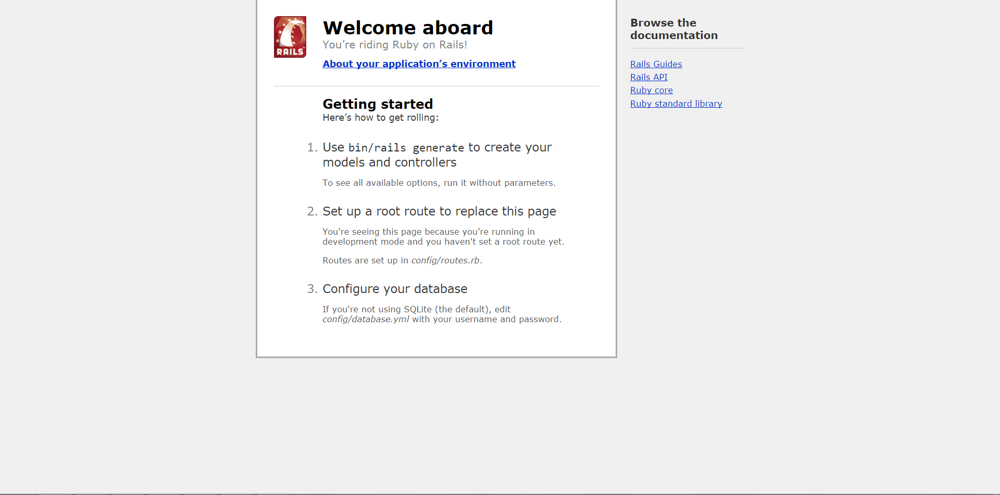 RAILS
Welcome aboard
You’re riding Ruby on Rails!
About your application’s environment
Getting started
Here’s how to get rolling:
1. Use bin/rails generate to create your
models and controllers
To see all available options, run it without parameters.
2. Set up a root route to replace this page
You're seeing this page because you're running in
development mode and you haven't set a root route yet.
Routes are set up in config/routes.rb.
3. Configure your database
If you're not using SQLite (the default), edit
config/database.yml with your username and password.
Browse the
documentation
Rails Guides
Rails API
Ruby core
Ruby standard library